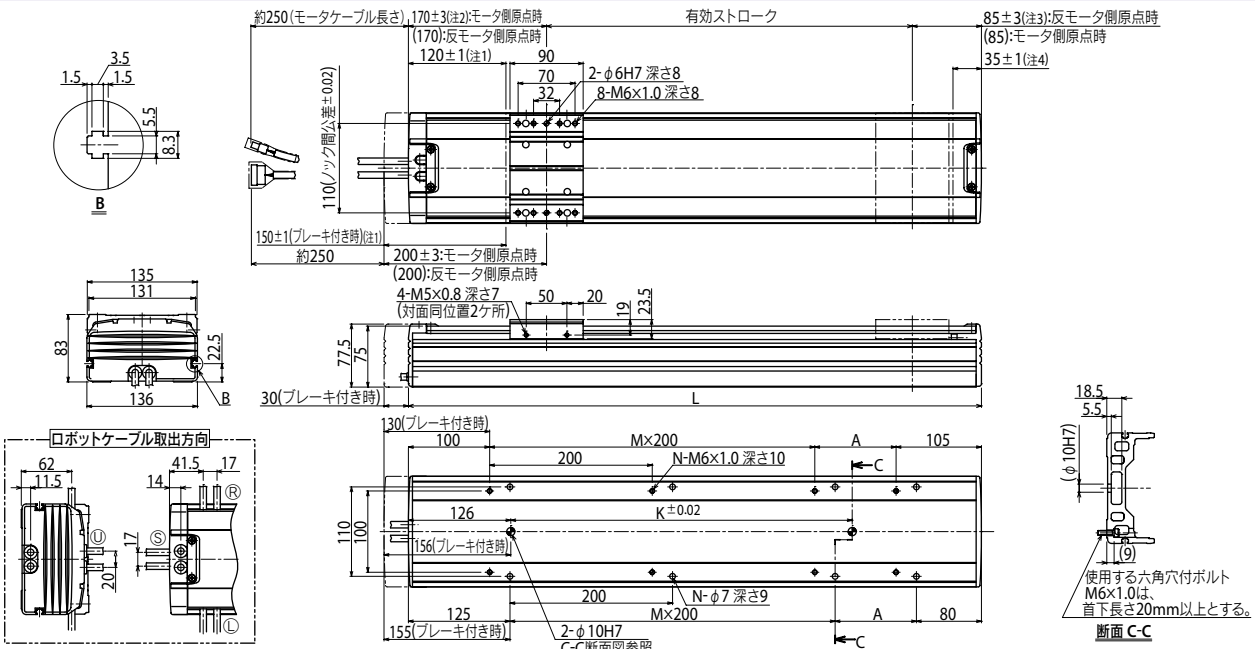 約250(モータケーブル長さ)
170±3(注2):モータ側原点時
(170):反モータ側原点時
有効ストローク
85±3(注3):反モータ側原点時
(85):モータ側原点時
120±1(注1)
90
35±1(注4)
70
32
2-φ6H7 深さ8
8-M6×1.0 深さ8
3.5
1.5
1.5
5.5
8.3
B
110(ノック間公差±0.02)
150±1(ブレーキ付き時)(注1)
約250
200±3:モータ側原点時
(200):反モータ側原点時
135
131
83
22.5
136
B
4-M5×0.8 深さ7
(対面同位置2ケ所)
50
20
19
23.5
77.5
75
30(ブレーキ付き時)
L
130(ブレーキ付き時)
100
M×200
A
105
200
N-M6×1.0 深さ10
C
126
K±0.02
110
100
156(ブレーキ付き時)
200
N-φ7 深さ9
125
M×200
A
80
155(ブレーキ付き時)
2-φ10H7
C-C断面図参照
C
ロボットケーブル取出方向
62
11.5
Ⓤ
20
41.5
17
14
Ⓡ
17
Ⓢ
Ⓛ
18.5
5.5
(φ10H7)
(9)
使用する六角穴付ボルト
M6×1.0は、
首下長さ20mm以上とする。
断面 C-C